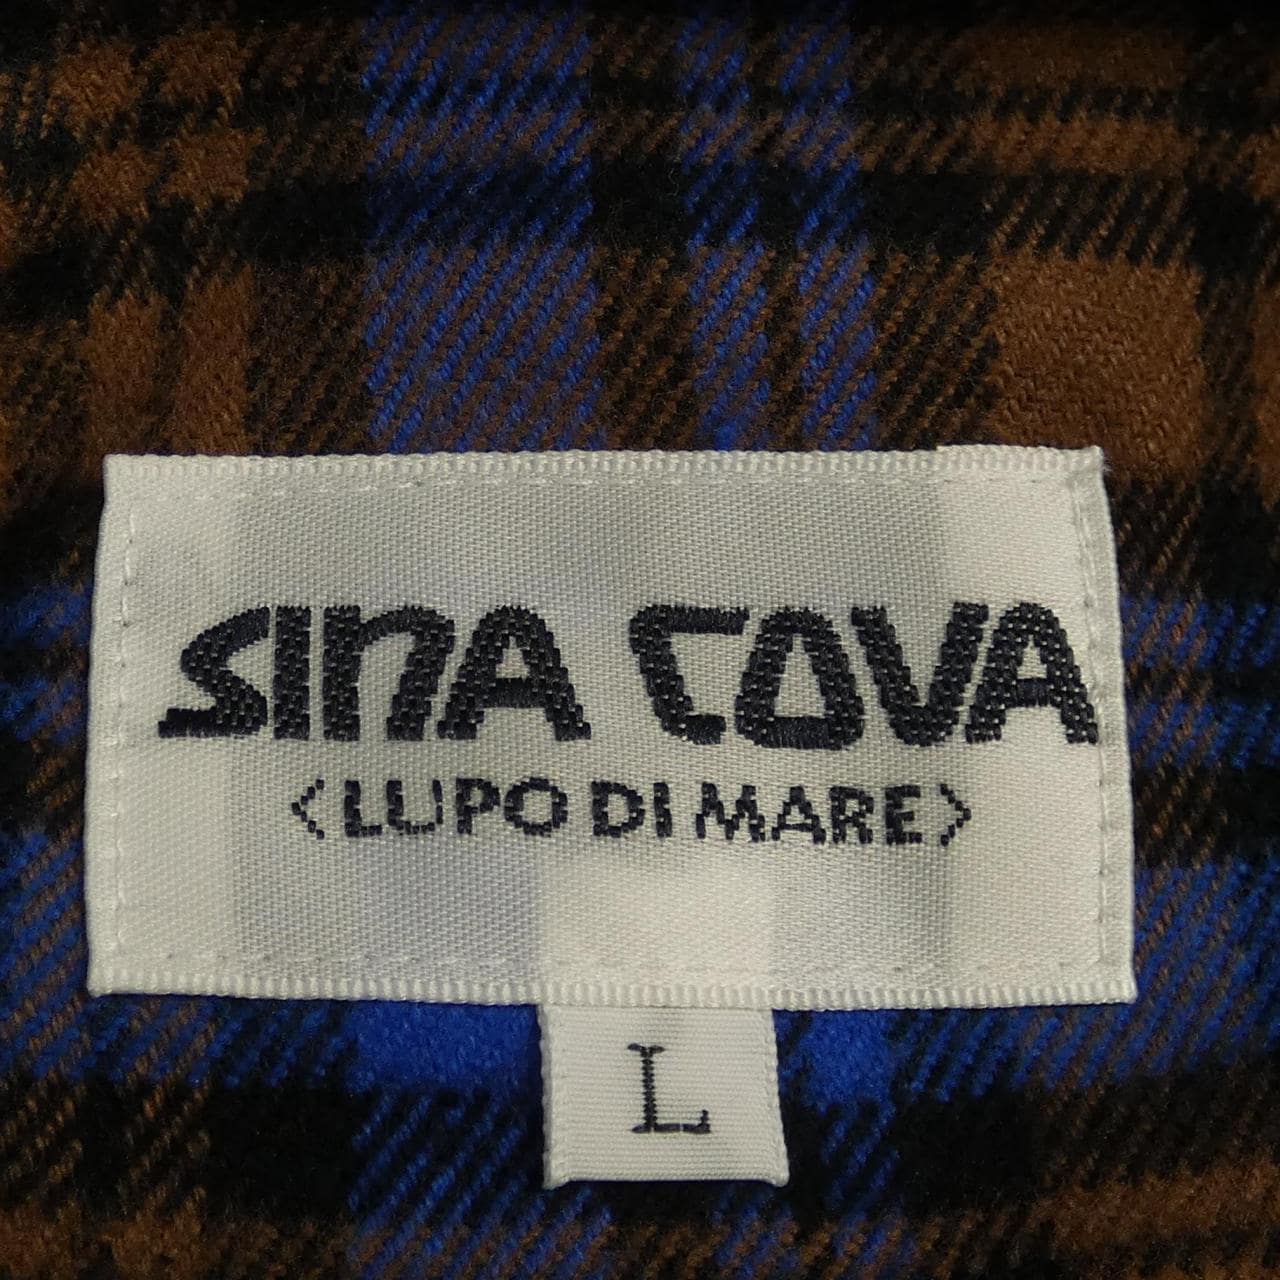 SINA COVA
<LUPO DI MARE>
L